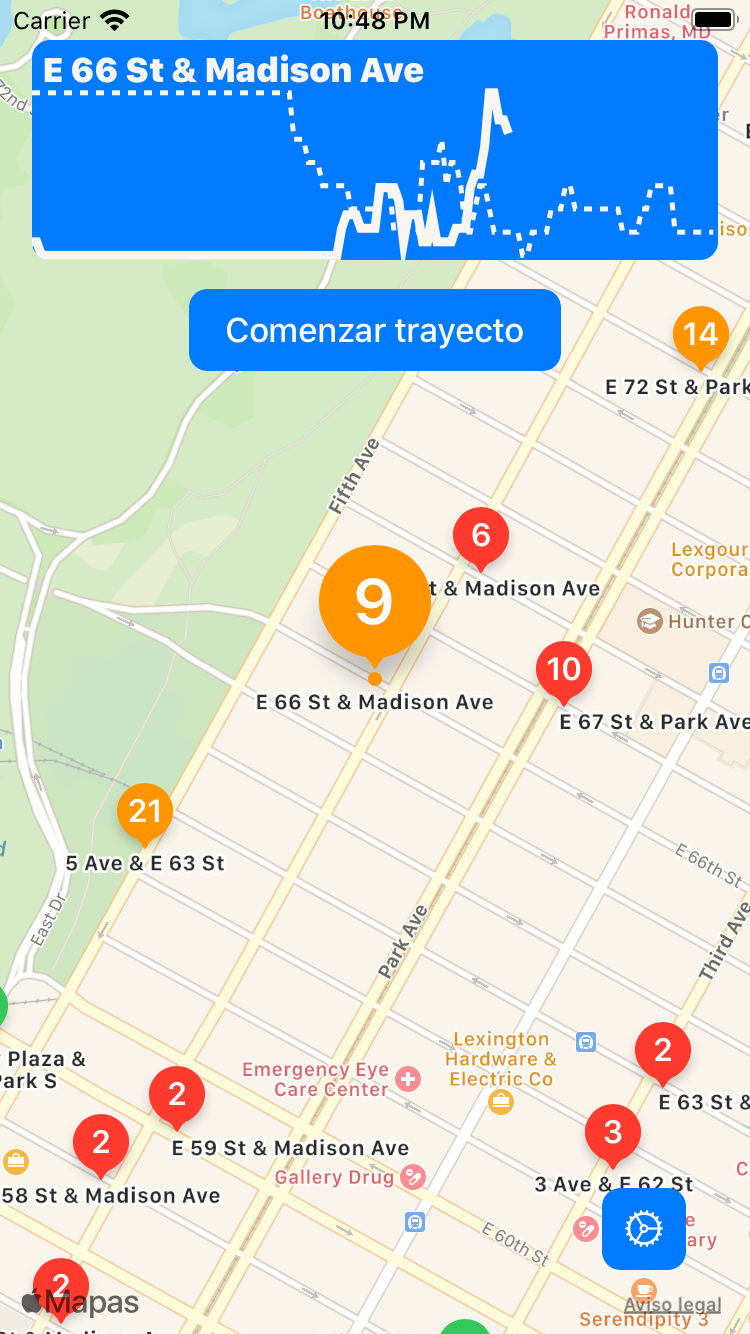 Carrier 10:48 PM
Boathouse
Ronald
Primas, MD
72nd
E 66 St & Madison Ave
Comenzar trayecto
14
E 72 St & Park
Fifth Ave
6
t & Madison Ave
Lexgour
Corpora
9
Hunter C
10
E 66 St & Madison Ave
E 67 St & Park Ave
21
5 Ave & E 63 St
E 66th St
East Dr
Park Ave
Third Ave
Plaza &
Park S
Lexington
Hardware &
Electric Co
2
E 63 St &
Emergency Eye
Care Center
2
E 59 St & Madison Ave
2
58 St & Madison Ave
3
3 Ave & E 62 St
Gallery Drug
E 60th St
ary
2
Mapas
Aviso legal
Serendipity 3